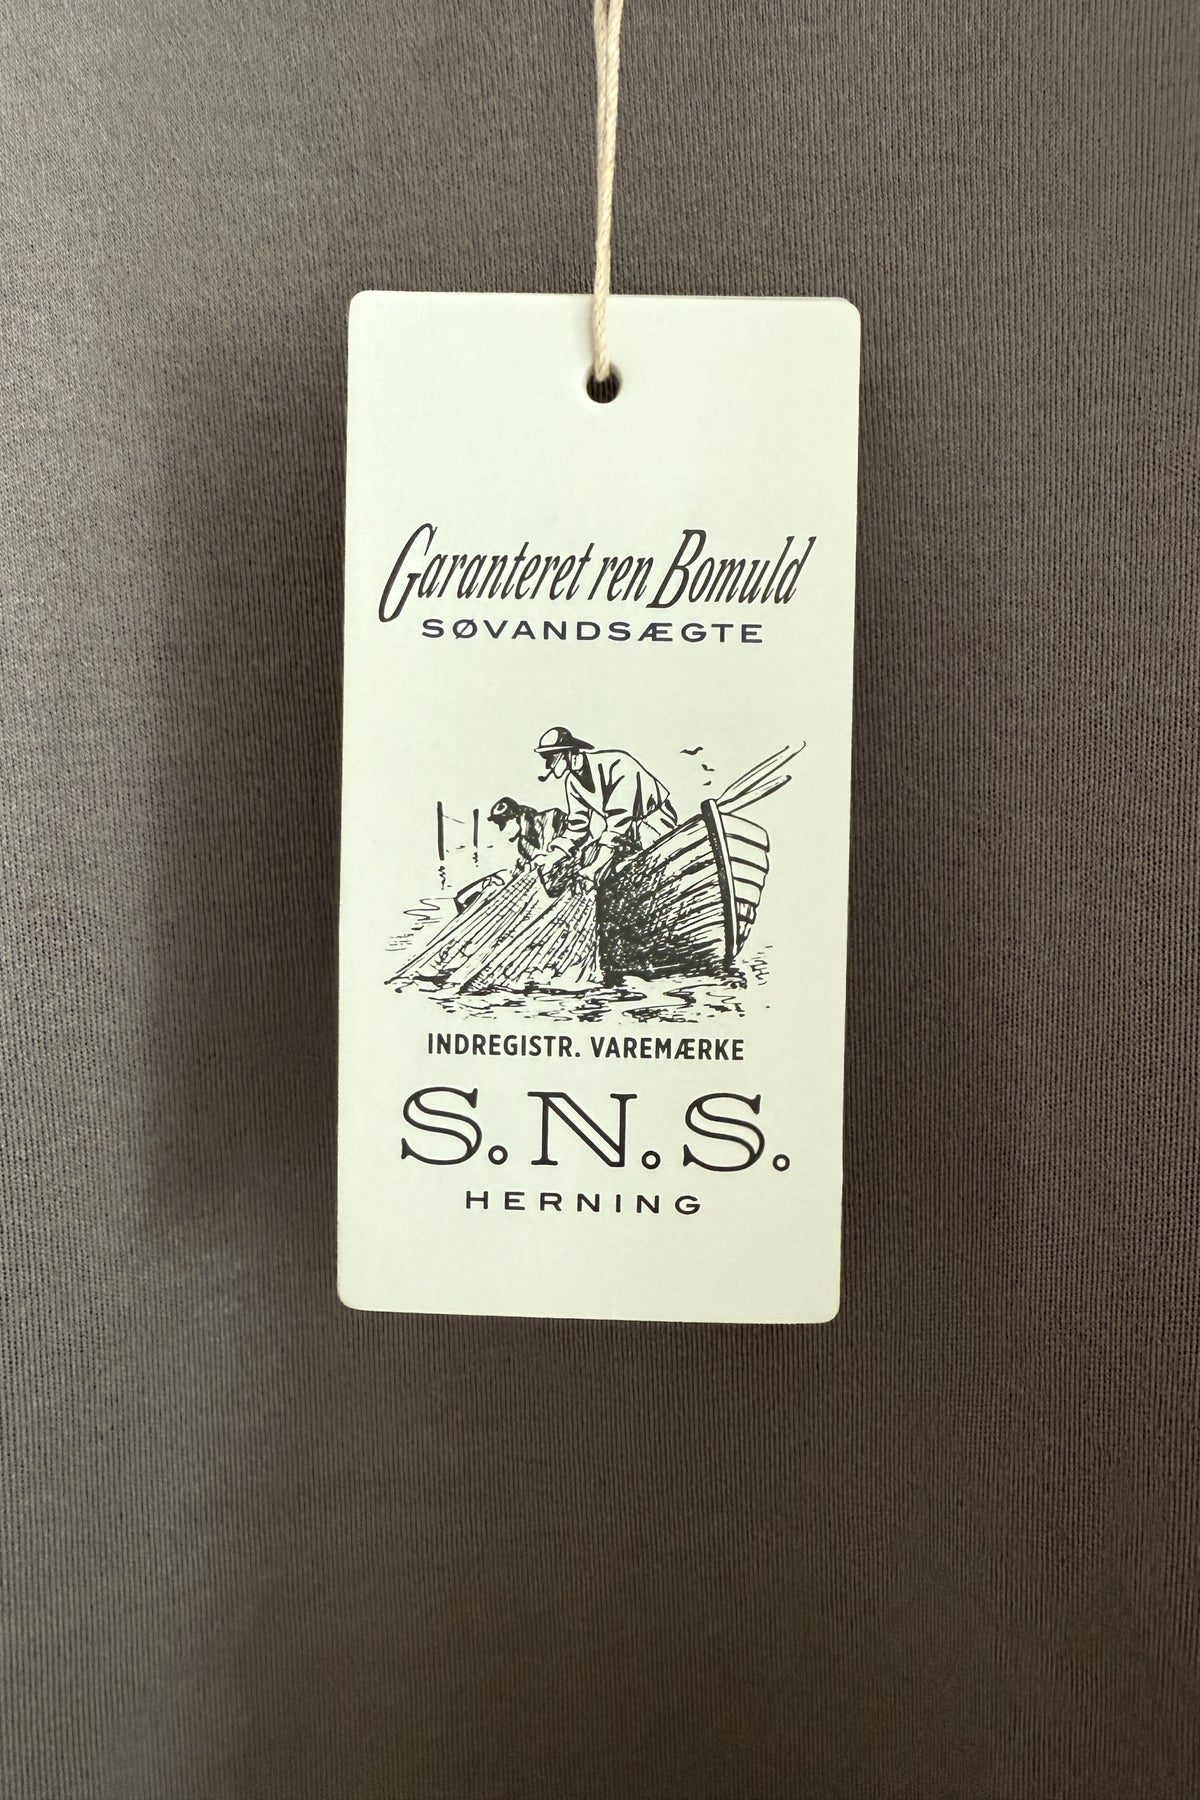 Garanteret ren Bomuld
SØVANDSÆGTE
INDREGISTR. VAREMÆRKE
S.N.S.
HERNING